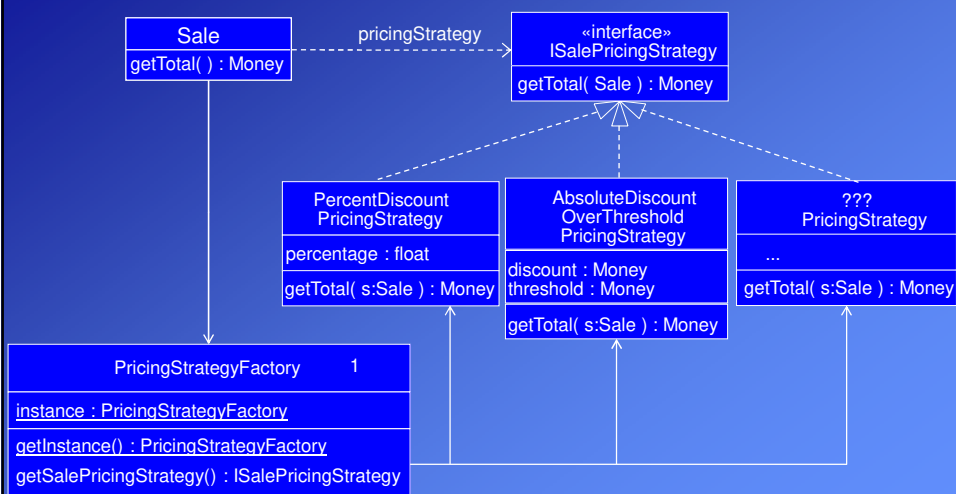 Sale
getTotal( ) : Money
pricingStrategy
«interface»
ISalePricingStrategy
getTotal( Sale ) : Money
PercentDiscount
PricingStrategy
percentage : float
getTotal( s:Sale ) : Money
AbsoluteDiscount
OverThreshold
PricingStrategy
discount : Money
threshold : Money
getTotal( s:Sale ) : Money
???
PricingStrategy
...
getTotal( s:Sale ) : Money
PricingStrategyFactory 1
instance : PricingStrategyFactory
getInstance() : PricingStrategyFactory
getSalePricingStrategy() : ISalePricingStrategy